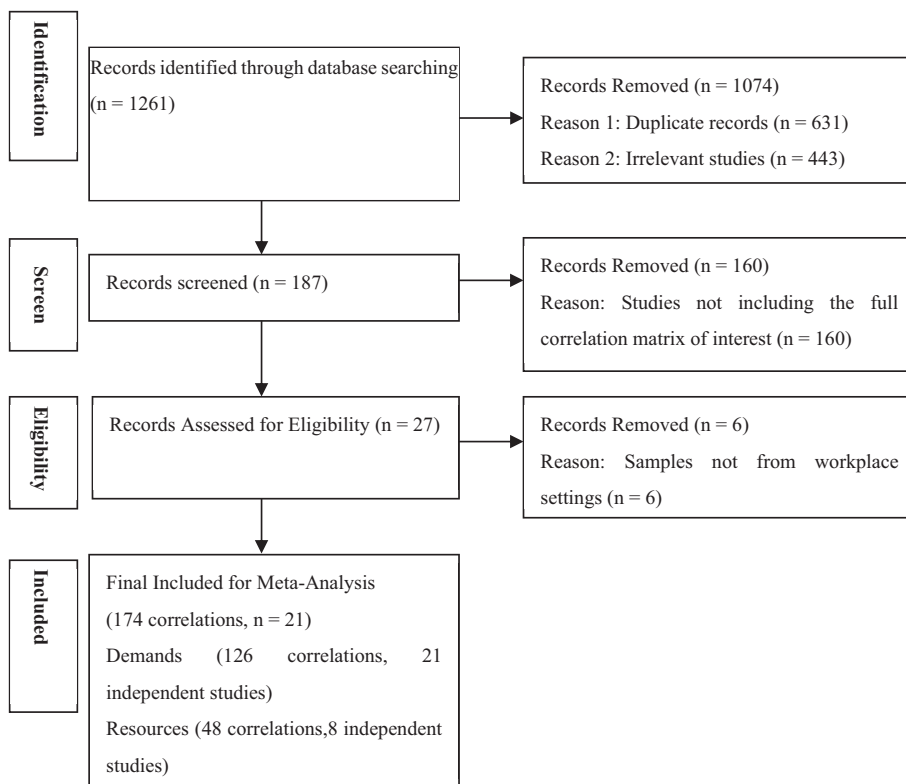 Identification
Records identified through database searching
(n = 1261)
Records Removed (n = 1074)
Reason 1: Duplicate records (n = 631)
Reason 2: Irrelevant studies (n = 443)
Screen
Records screened (n = 187)
Records Removed (n = 160)
Reason: Studies not including the full
correlation matrix of interest (n = 160)
Eligibility
Records Assessed for Eligibility (n = 27)
Records Removed (n = 6)
Reason: Samples not from workplace
settings (n = 6)
Included
Final Included for Meta-Analysis
(174 correlations, n = 21)
Demands (126 correlations, 21
independent studies)
Resources (48 correlations,8 independent
studies)